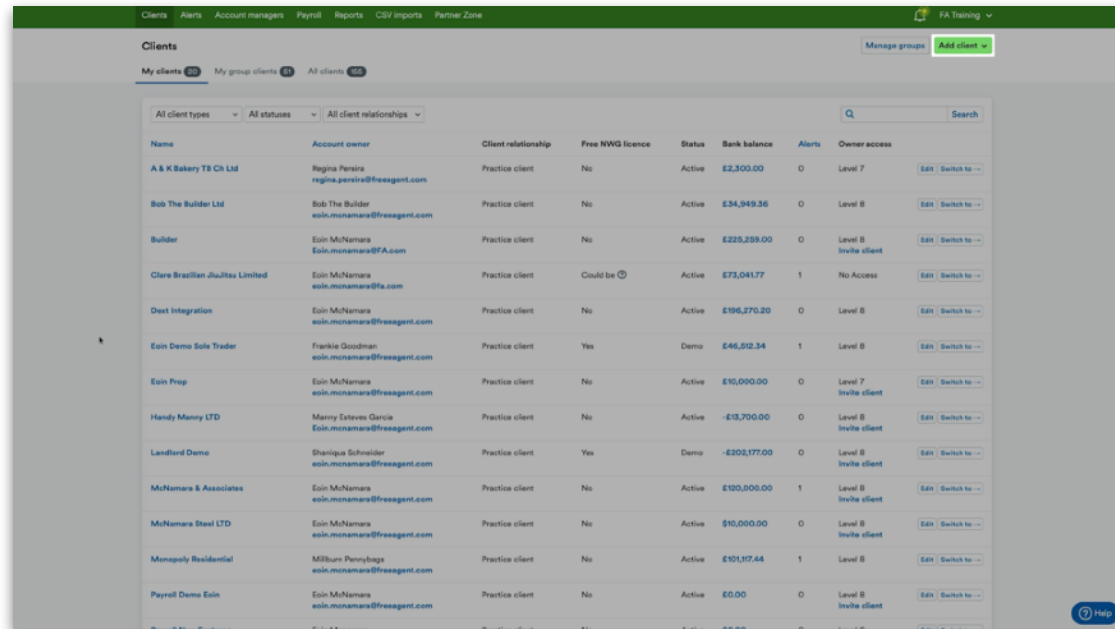 Clients Alerts Account managers Payroll Reports CSV imports Partner Zone FA Training
Clients Manage groups Add client
My clients 20 My group clients 51 All clients 155
All client types All statuses All client relationships Search
Name Account owner Client relationship Free NWG licence Status Bank balance Alerts Owner access
A & K Bakery TB Ch Ltd Regina Pereira Practice client No Active £2,300.00 0 Level 7 Edit Switch to →
regina.pereira@freeagent.com
Bob The Builder Ltd Bob The Builder Practice client No Active £34,949.36 0 Level 8 Edit Switch to →
eoin.mcnamara@freeagent.com
Builder Eoin McNamara Practice client No Active £225,259.00 0 Level 8 Edit Switch to →
Eoin.mcnamara@FA.com Invite client
Clare Brazilian JiuJitsu Limited Eoin McNamara Practice client Could be Active £73,041.77 1 No Access Edit Switch to →
eoin.mcnamara@fa.com
Dext Integration Eoin McNamara Practice client No Active £196,270.20 0 Level 8 Edit Switch to →
eoin.mcnamara@freeagent.com
Eoin Demo Sole Trader Frankie Goodman Practice client Yes Demo £46,512.34 1 Level 8 Edit Switch to →
eoin.mcnamara@freeagent.com
Eoin Prop Eoin McNamara Practice client No Active £10,000.00 0 Level 7 Edit Switch to →
eoin.mcnamara@freeagent.com Invite client
Handy Manny LTD Manny Esteves Garcia Practice client No Active -£13,700.00 0 Level 8 Edit Switch to →
Eoin.mcnamara@freeagent.com Invite client
Landlord Demo Shaniqua Schneider Practice client Yes Demo -£202,177.00 0 Level 8 Edit Switch to →
eoin.mcnamara@freeagent.com Invite client
McNamara & Associates Eoin McNamara Practice client No Active £120,000.00 1 Level 8 Edit Switch to →
eoin.mcnamara@freeagent.com Invite client
McNamara Steel LTD Eoin McNamara Practice client No Active $10,000.00 0 Level 8 Edit Switch to →
eoin.mcnamara@freeagent.com Invite client
Monopoly Residential Millburn Pennybags Practice client No Active £101,117.44 1 Level 8 Edit Switch to →
eoin.mcnamara@freeagent.com
Payroll Demo Eoin Eoin McNamara Practice client No Active £0.00 0 Level 8 Edit Switch to →
eoin.mcnamara@freeagent.com Invite client
Help